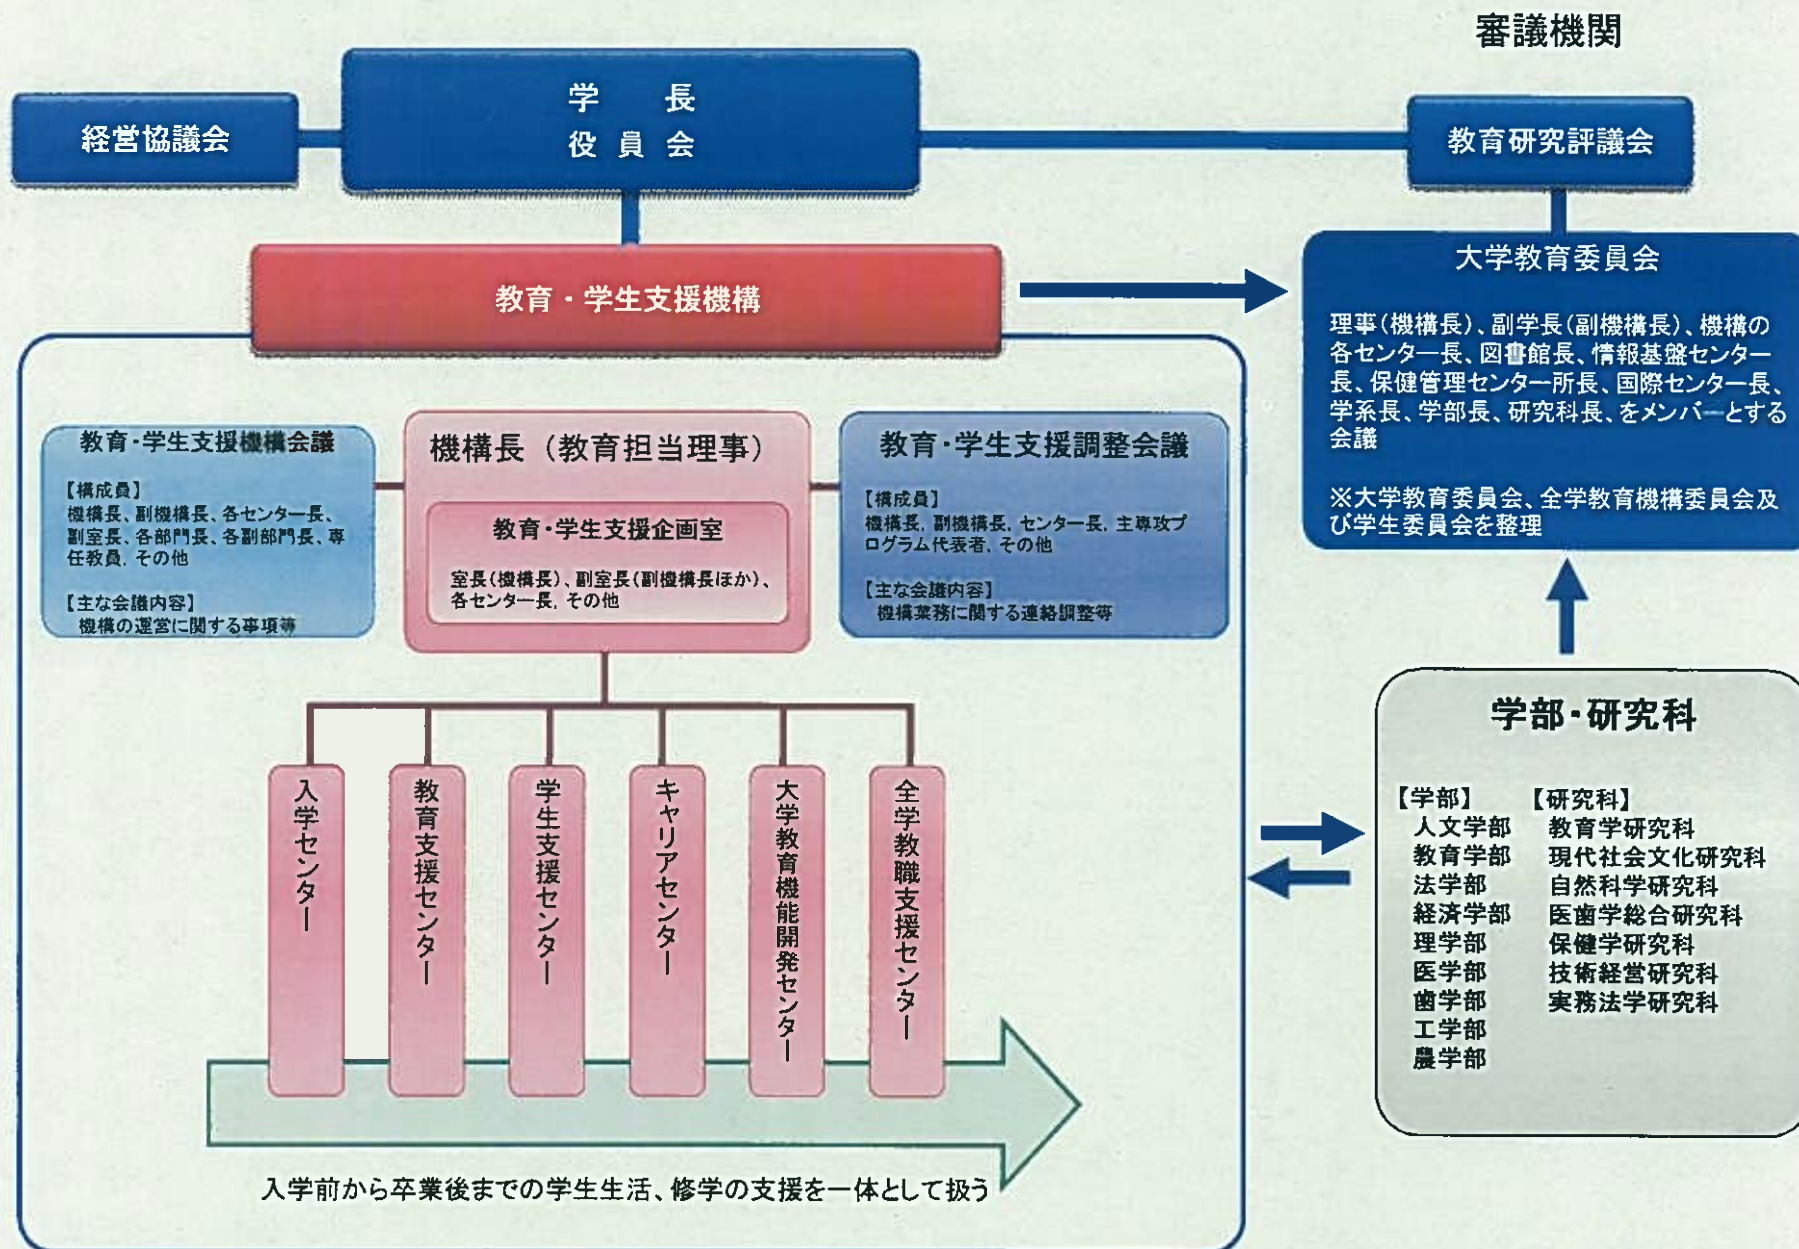 審議機関
経営協議会
学　長
役 員 会
教育研究評議会
教育・学生支援機構
大学教育委員会
理事(機構長)、副学長(副機構長)、機構の
各センター長、図書館長、情報基盤センター
長、保健管理センター所長、国際センター長、
学系長、学部長、研究科長、をメンバーとする
会議
※大学教育委員会、全学教育機構委員会及
び学生委員会を整理
教育・学生支援機構会議
【構成員】
機構長、副機構長、各センター長、
副室長、各部門長、各副部門長、専
任教員、その他
【主な会議内容】
機構の運営に関する事項等
機構長（教育担当理事）
教育・学生支援企画室
室長(機構長)、副室長(副機構長ほか)、
各センター長、その他
教育・学生支援調整会議
【構成員】
機構長，副機構長，センター長，主専攻プ
ログラム代表者，その他
【主な会議内容】
機構業務に関する連絡調整等
入学センター
教育支援センター
学生支援センター
キャリアセンター
大学教育機能開発センター
全学教職支援センター
入学前から卒業後までの学生生活、修学の支援を一体として扱う
学部・研究科
【学部】
人文学部
教育学部
法学部
経済学部
理学部
医学部
歯学部
工学部
農学部
【研究科】
教育学研究科
現代社会文化研究科
自然科学研究科
医歯学総合研究科
保健学研究科
技術経営研究科
実務法学研究科